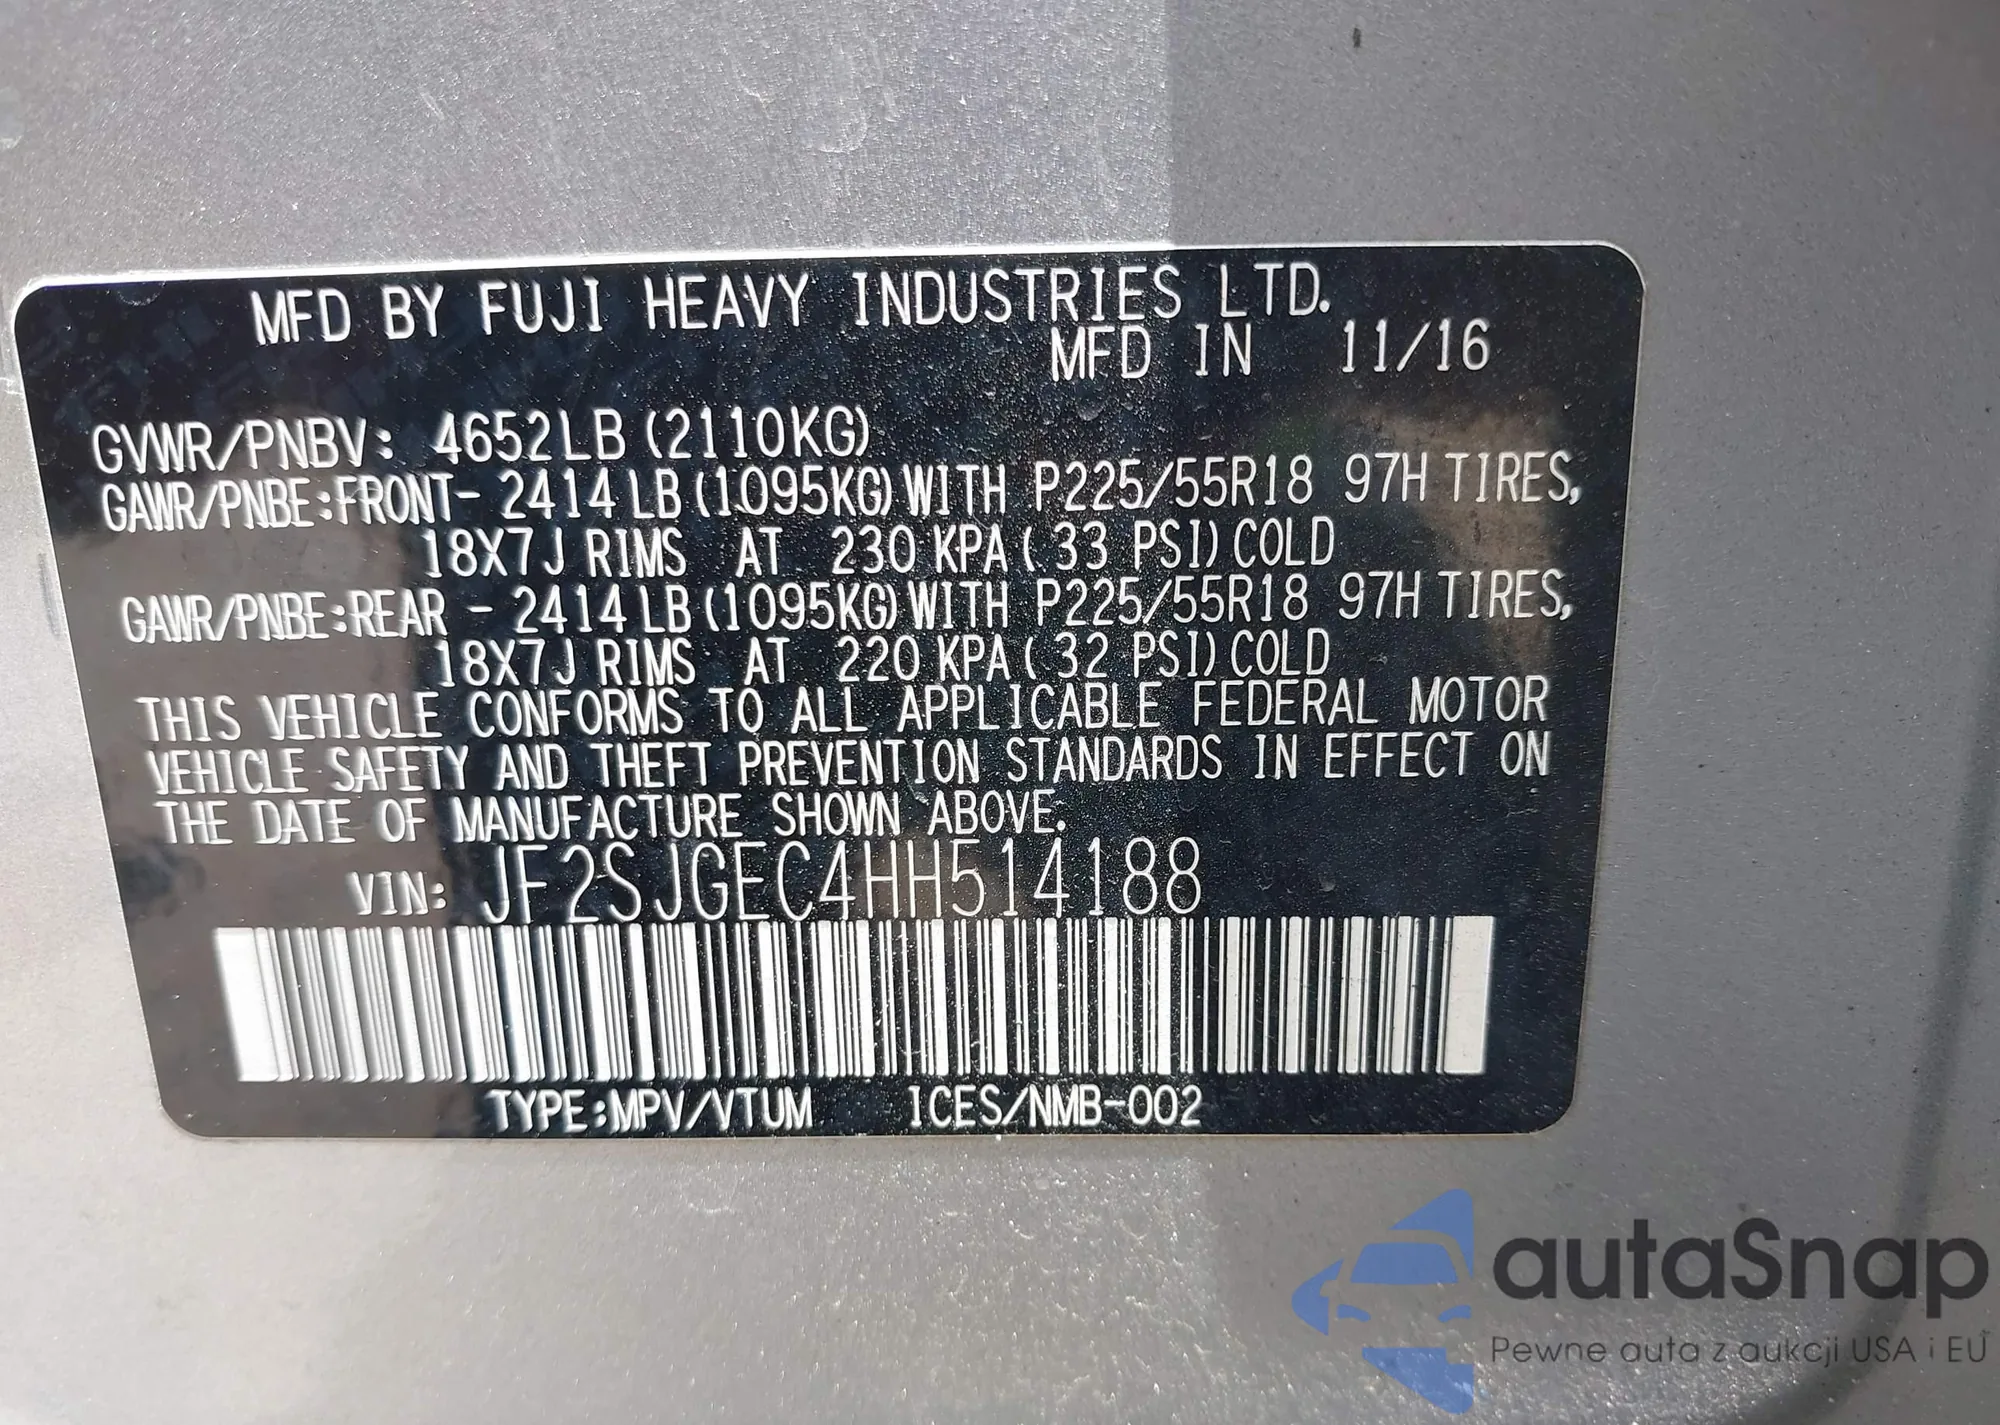 MFD BY FUJI HEAVY INDUSTRIES LTD.
MFD IN 11/16
GVWR/PNBV: 4652LB (2110KG)
GAWR/PNBE:FRONT- 2414LB(1095KG)WITH P225/55R18 97H TIRES,
18X7J RIMS AT 230 KPA( 33 PSI)COLD
GAWR/PNBE:REAR - 2414LB(1095KG)WITH P225/55R18 97H TIRES,
18X7J RIMS AT 220 KPA( 32 PSI)COLD
THIS VEHICLE CONFORMS TO ALL APPLICABLE FEDERAL MOTOR
VEHICLE SAFETY AND THEFT PREVENTION STANDARDS IN EFFECT ON
THE DATE OF MANUFACTURE SHOWN ABOVE.
VIN: JF2SJGEC4HH514188
TYPE:MPV/VTUM ICES/NMB-002
autaSnap
Pewne auta z aukcji USA i EU